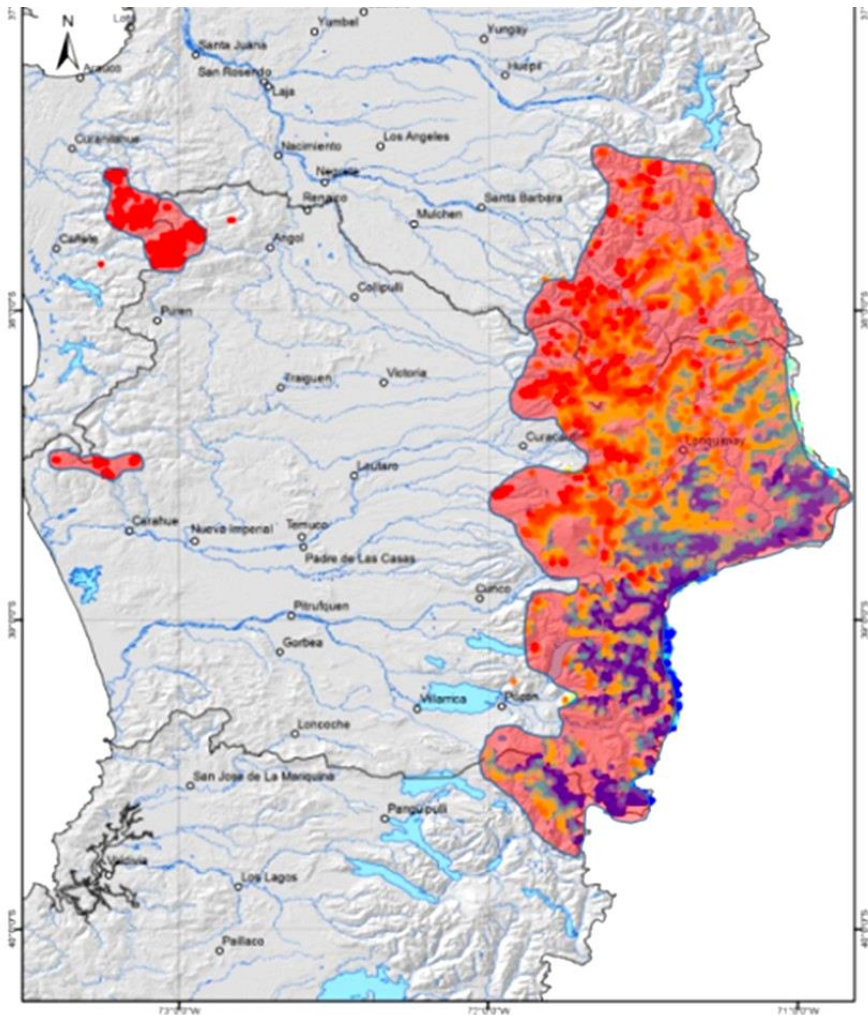 N
Yumbel
Yungay
Santa Juana
Arauco
San Rosendo
Huepil
Laja
Curanilahue
Los Angeles
Nacimiento
Negrete
Santa Barbara
Renaico
Mulchen
Cañete
Angol
Collipulli
Puren
Traiguen
Victoria
Lonquimay
Lautaro
Carahue
Nueva Imperial
Temuco
Padre de Las Casas
Cunco
Pitrufquen
Gorbea
Villarrica
Pucon
Loncoche
San Jose de La Mariquina
Panguipulli
Valdivia
Los Lagos
Paillaco
73°0'0"W
72°0'0"W
71°0'0"W